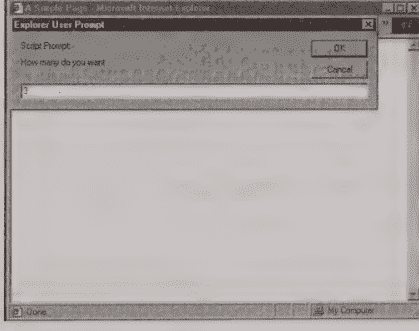 A Simple Page - Microsoft Internet Explorer
Explorer User Prompt
Script Prompt:
OK
How many do you want
Cancel
Done
My Computer